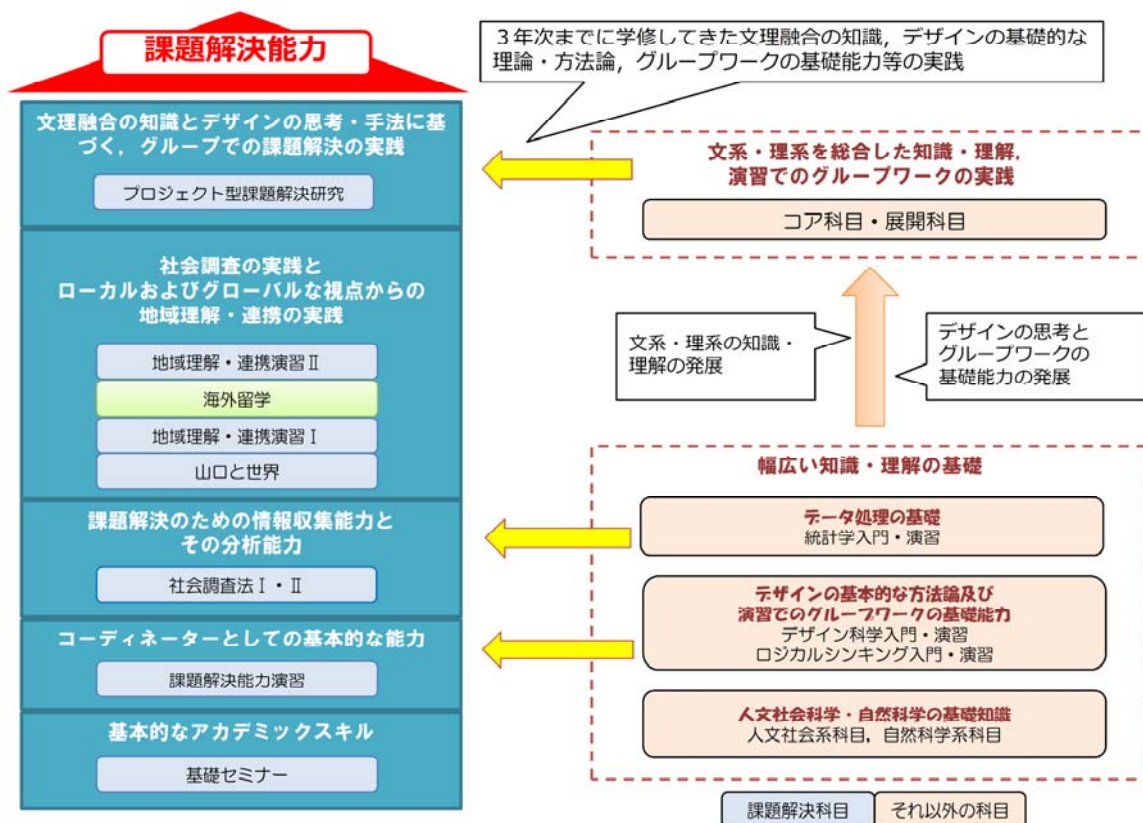 課題解決能力
3年次までに学修してきた文理融合の知識，デザインの基礎的な
理論・方法論，グループワークの基礎能力等の実践
文理融合の知識とデザインの思考・手法に基
づく，グループでの課題解決の実践
プロジェクト型課題解決研究
文系・理系を総合した知識・理解，
演習でのグループワークの実践
コア科目・展開科目
社会調査の実践と
ローカルおよびグローバルな視点からの
地域理解・連携の実践
地域理解・連携演習Ⅱ
海外留学
地域理解・連携演習Ⅰ
山口と世界
文系・理系の知識・
理解の発展
デザインの思考と
グループワークの
基礎能力の発展
課題解決のための情報収集能力と
その分析能力
社会調査法Ⅰ・Ⅱ
コーディネーターとしての基本的な能力
課題解決能力演習
基本的なアカデミックスキル
基礎セミナー
幅広い知識・理解の基礎
データ処理の基礎
統計学入門・演習
デザインの基本的な方法論及び
演習でのグループワークの基礎能力
デザイン科学入門・演習
ロジカルシンキング入門・演習
人文社会科学・自然科学の基礎知識
人文社会系科目，自然科学系科目
課題解決科目
それ以外の科目